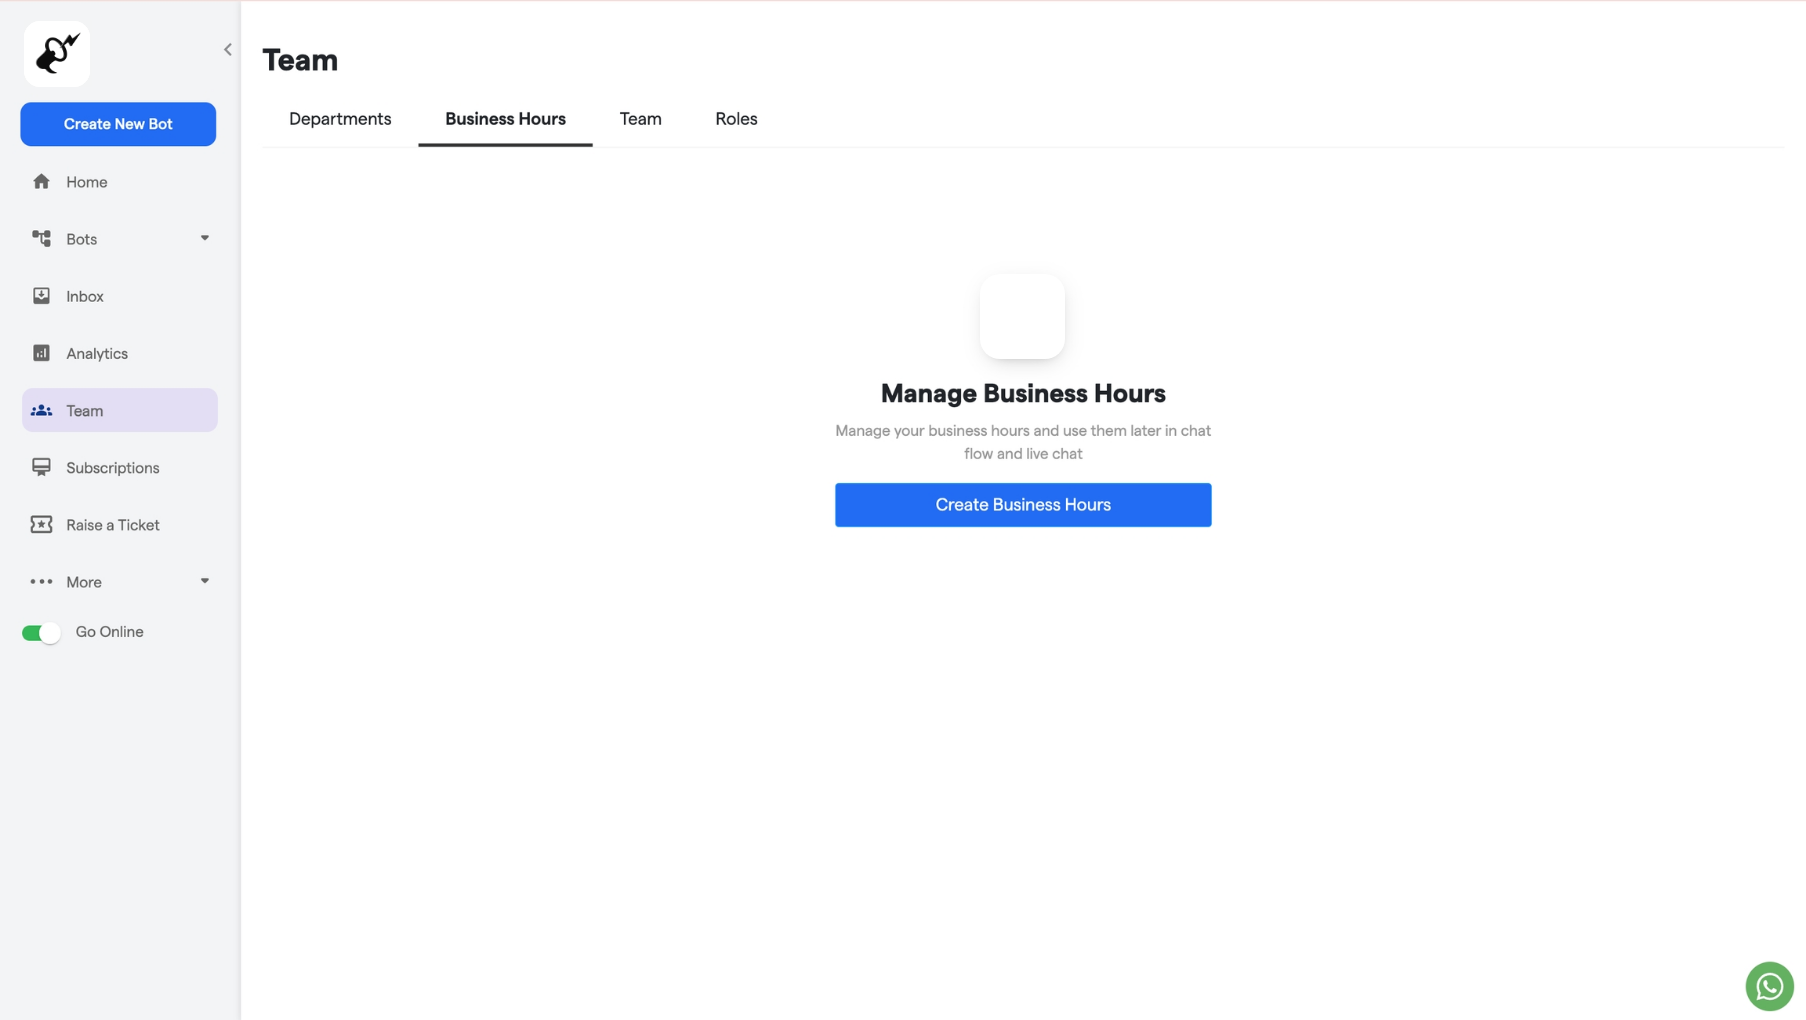 Team
Departments
Business Hours
Team
Roles
Create New Bot
Home
Bots
Inbox
Analytics
Team
Subscriptions
Raise a Ticket
More
Go Online
Manage Business Hours
Manage your business hours and use them later in chat
flow and live chat
Create Business Hours